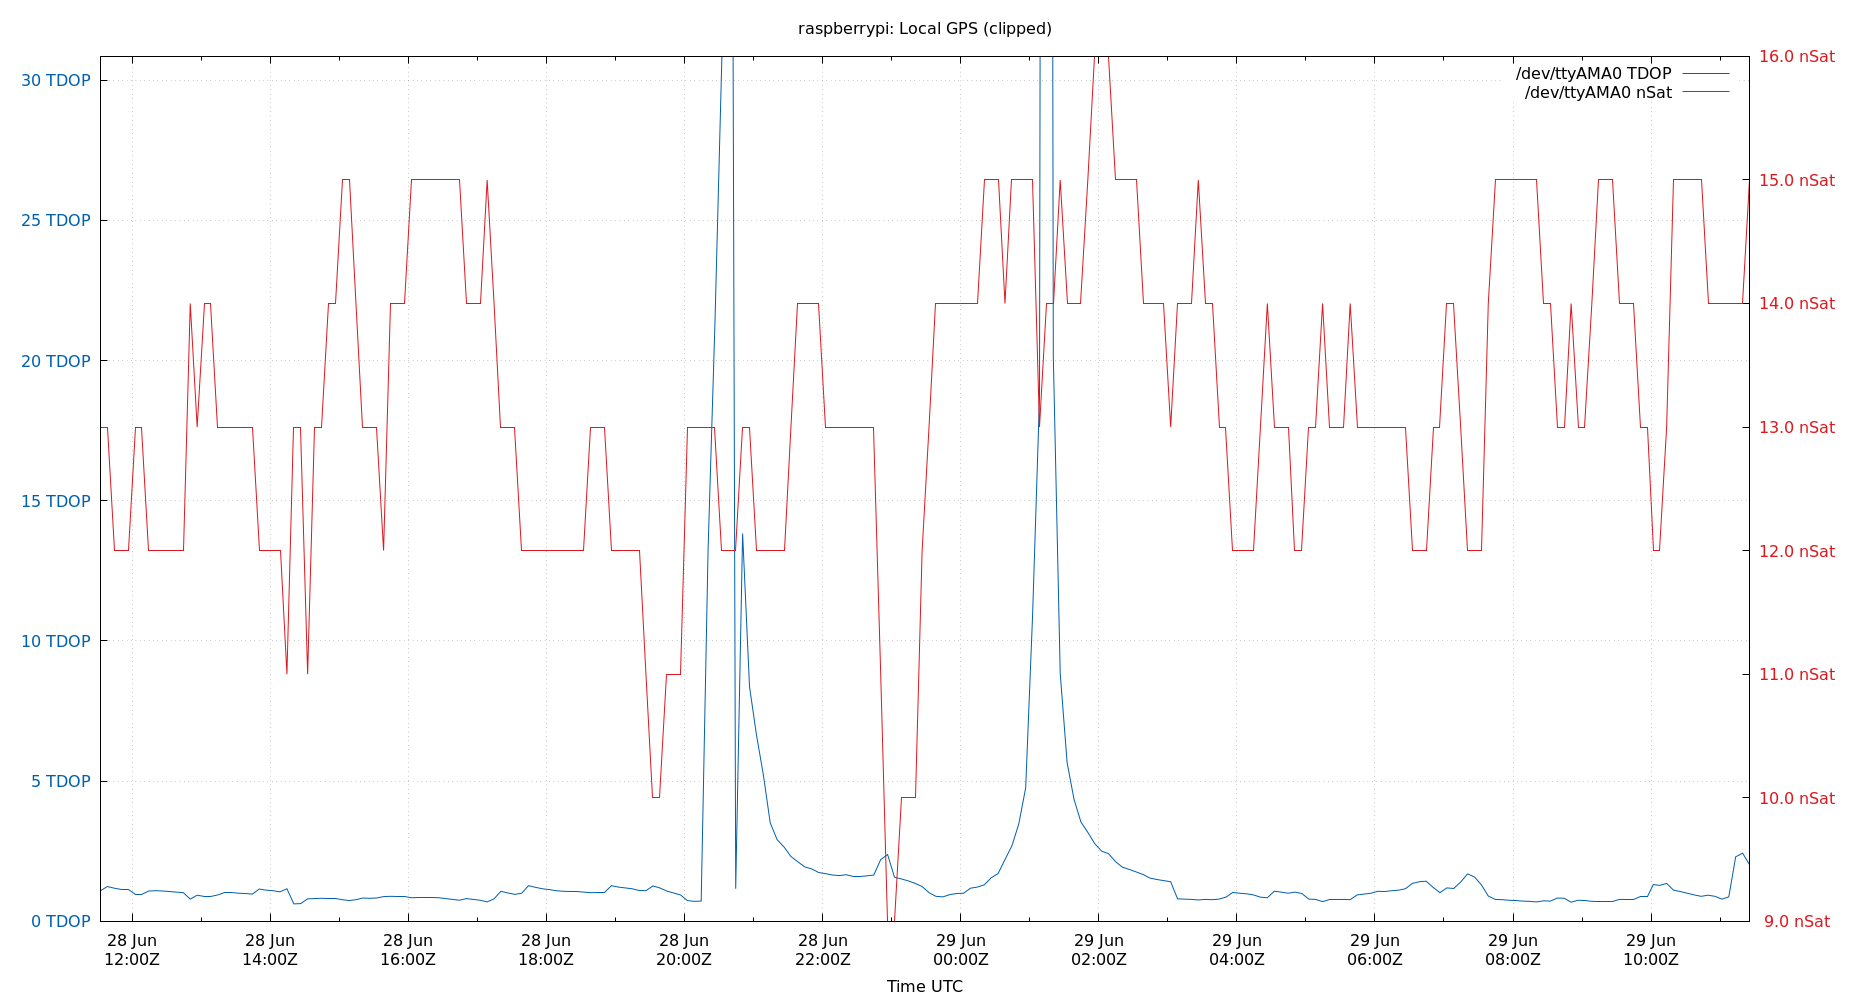 raspberrypi: Local GPS (clipped)
/dev/ttyAMA0 TDOP
/dev/ttyAMA0 nSat
30 TDOP
25 TDOP
20 TDOP
15 TDOP
10 TDOP
5 TDOP
0 TDOP
16.0 nSat
15.0 nSat
14.0 nSat
13.0 nSat
12.0 nSat
11.0 nSat
10.0 nSat
9.0 nSat
28 Jun
12:00Z
28 Jun
14:00Z
28 Jun
16:00Z
28 Jun
18:00Z
28 Jun
20:00Z
28 Jun
22:00Z
29 Jun
00:00Z
29 Jun
02:00Z
29 Jun
04:00Z
29 Jun
06:00Z
29 Jun
08:00Z
29 Jun
10:00Z
Time UTC